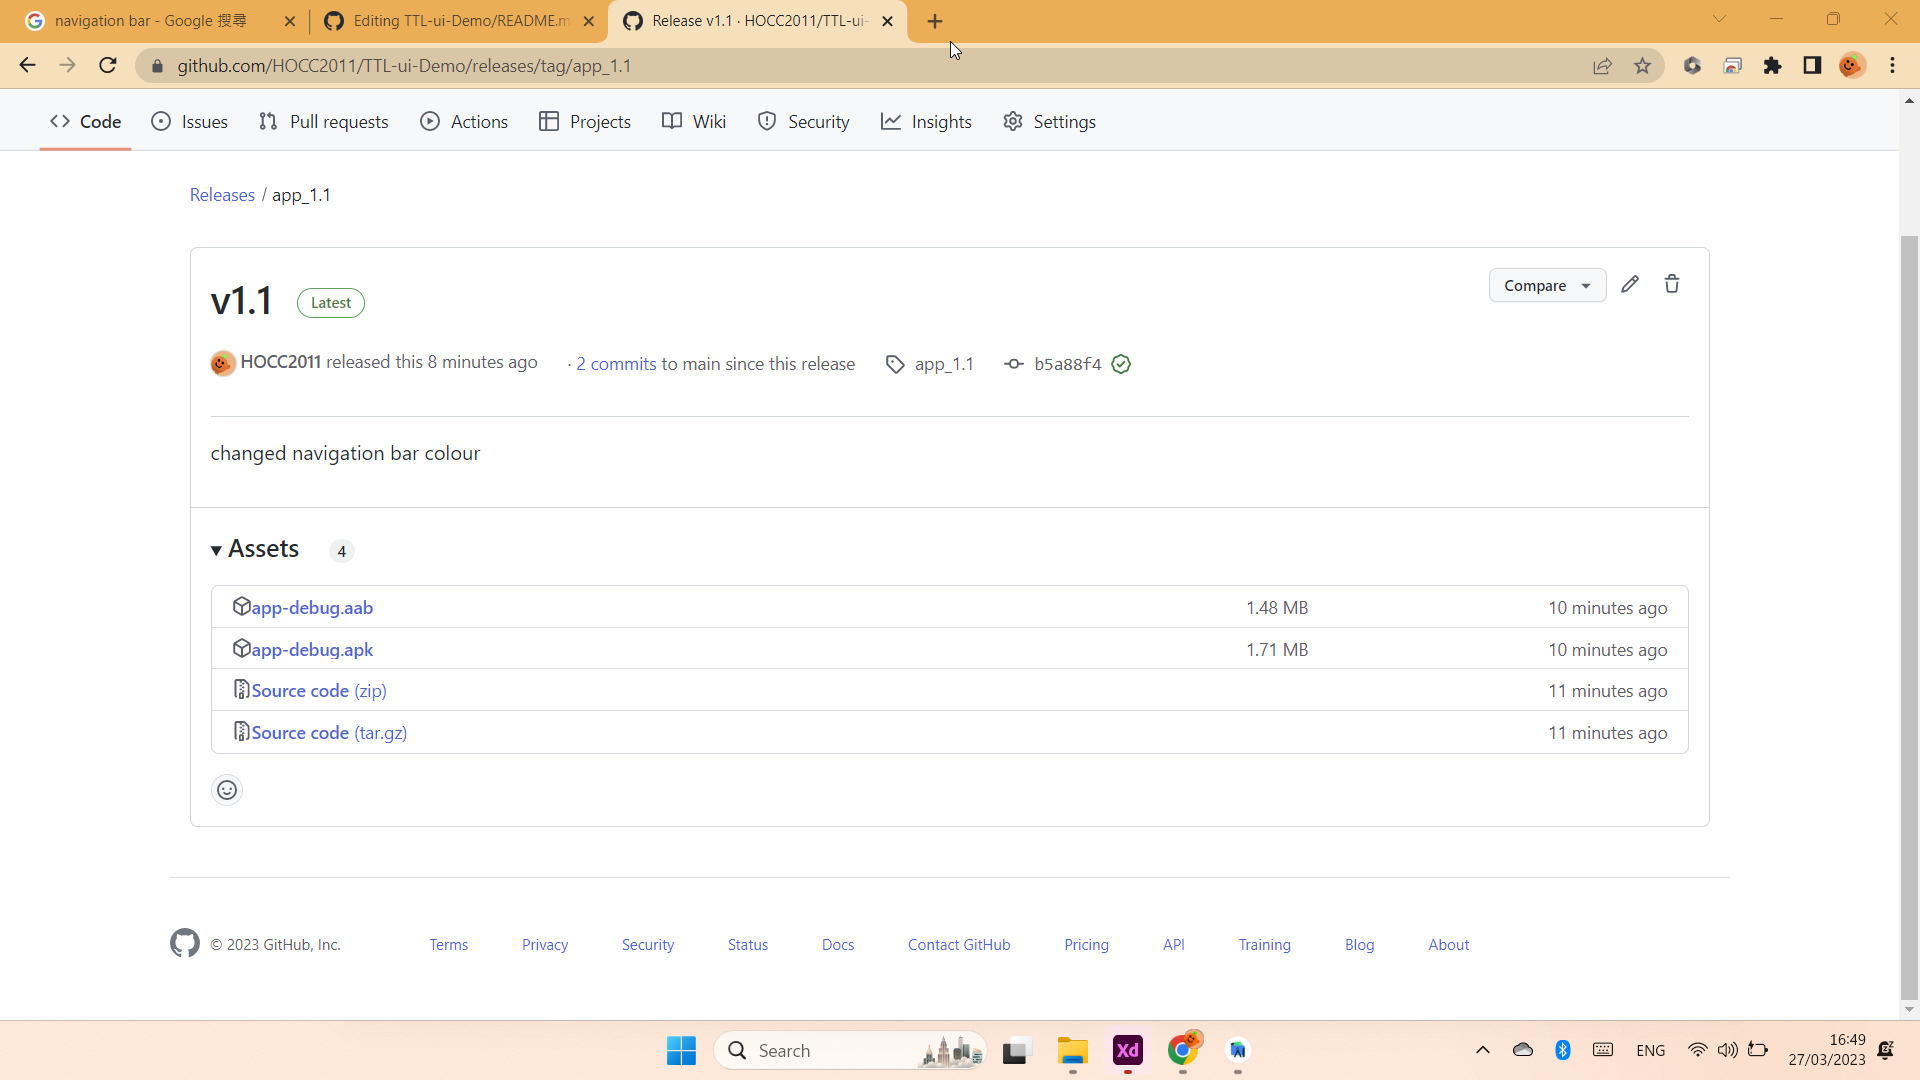 navigation bar - Google 搜尋
Editing TTL-ui-Demo/README.m
Release v1.1 · HOCC2011/TTL-ui-
github.com/HOCC2011/TTL-ui-Demo/releases/tag/app_1.1
Code
Issues
Pull requests
Actions
Projects
Wiki
Security
Insights
Settings
Releases / app_1.1
v1.1
Latest
Compare
HOCC2011 released this 8 minutes ago
· 2 commits to main since this release
app_1.1
b5a88f4
changed navigation bar colour
Assets 4
app-debug.aab 1.48 MB 10 minutes ago
app-debug.apk 1.71 MB 10 minutes ago
Source code (zip) 11 minutes ago
Source code (tar.gz) 11 minutes ago
© 2023 GitHub, Inc.
Terms
Privacy
Security
Status
Docs
Contact GitHub
Pricing
API
Training
Blog
About
Search
Xd
ENG
16:49
27/03/2023